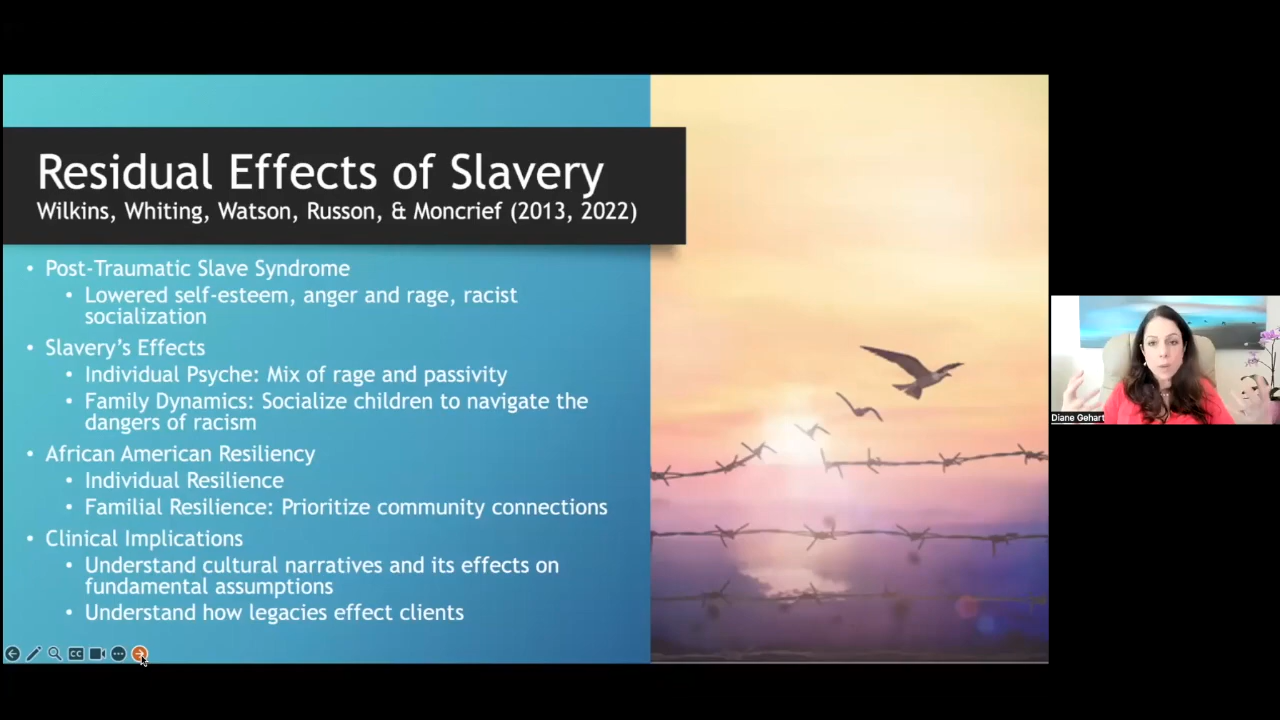 Residual Effects of Slavery
Wilkins, Whiting, Watson, Russon, & Moncrief (2013, 2022)
• Post-Traumatic Slave Syndrome
• Lowered self-esteem, anger and rage, racist
socialization
• Slavery's Effects
• Individual Psyche: Mix of rage and passivity
• Family Dynamics: Socialize children to navigate the
dangers of racism
• African American Resiliency
• Individual Resilience
• Familial Resilience: Prioritize community connections
• Clinical Implications
• Understand cultural narratives and its effects on
fundamental assumptions
• Understand how legacies effect clients
CC
Diane Gehart